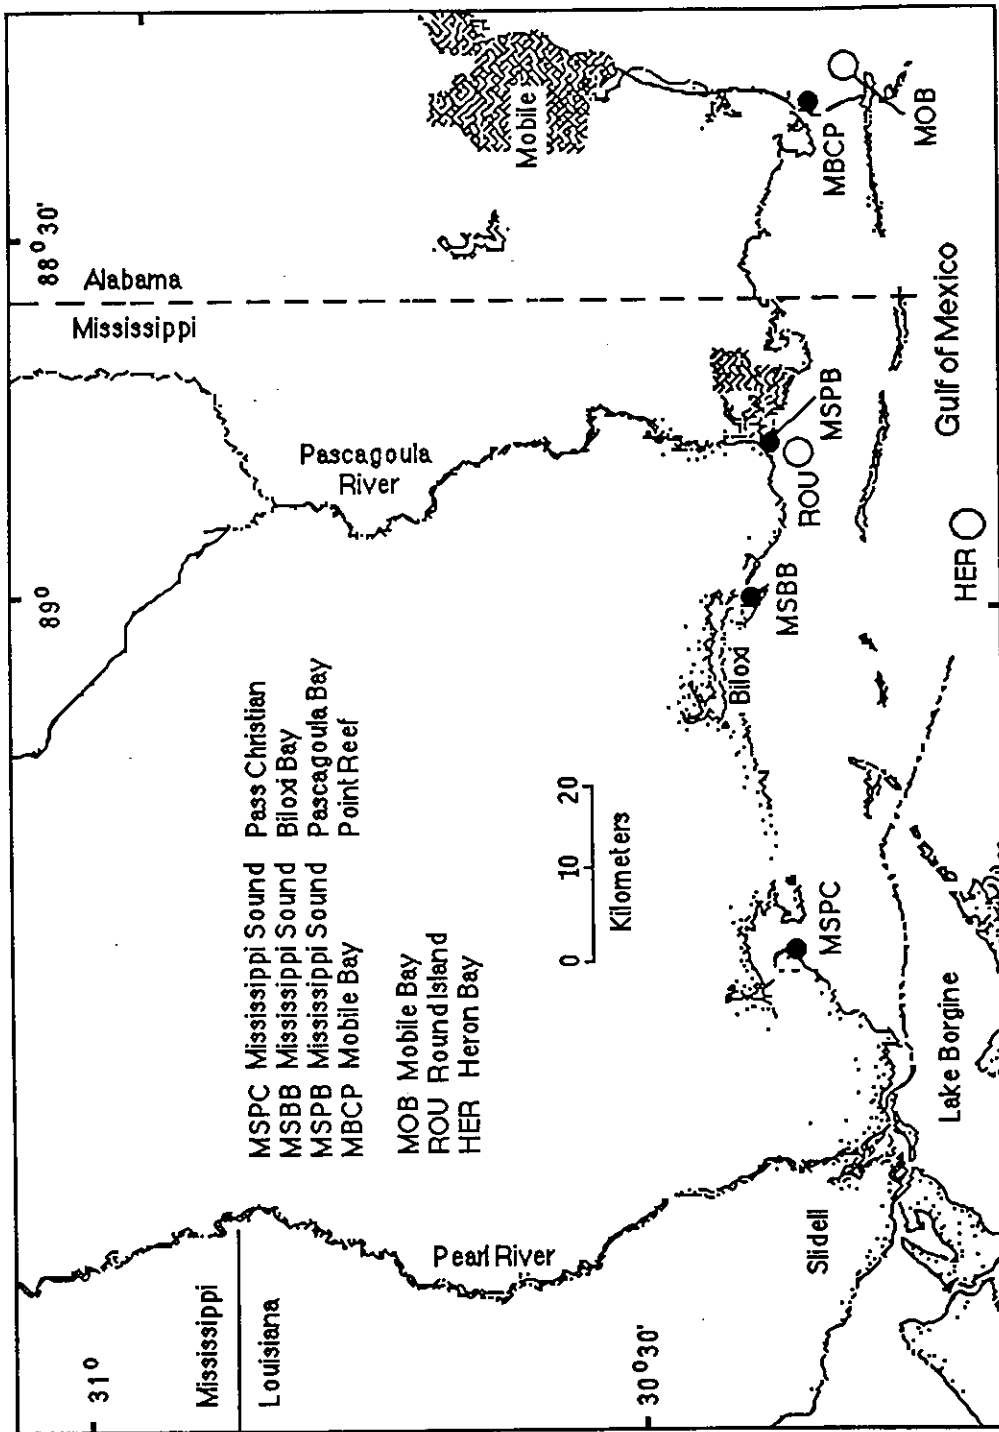 88° 30'
89°
Alabama
Mississippi
Mobile
Pascagoula
River
MSPC Mississippi Sound Pass Christian
MSBB Mississippi Sound Biloxi Bay
MSPB Mississippi Sound Pascagoula Bay
MBCP Mobile Bay Point Reef
MOB Mobile Bay
ROU Round Island
HER Heron Bay
Mississippi
Louisiana
31°
Pearl River
0 10 20
Kilometers
30° 30'
Slidell
Biloxi
MSPC
MSBB
ROU
MSPB
MBCP
MOB
HER
Lake Borgine
Gulf of Mexico